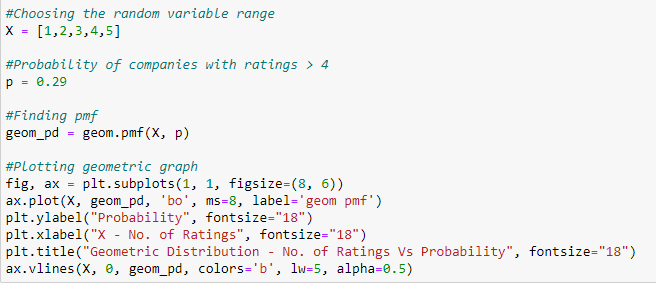 #Choosing the random variable range
X = [1,2,3,4,5]
#Probability of companies with ratings > 4
p = 0.29
#Finding pmf
geom_pd = geom.pmf(X, p)
#Plotting geometric graph
fig, ax = plt.subplots(1, 1, figsize=(8, 6))
ax.plot(X, geom_pd, 'bo', ms=8, label='geom pmf')
plt.ylabel("Probability", fontsize="18")
plt.xlabel("X - No. of Ratings", fontsize="18")
plt.title("Geometric Distribution - No. of Ratings Vs Probability", fontsize="18")
ax.vlines(X, 0, geom_pd, colors='b', lw=5, alpha=0.5)